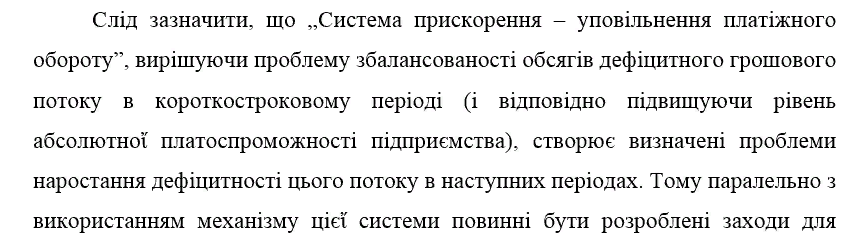 Слід зазначити, що „Система прискорення – уповільнення платіжного
обороту”, вирішуючи проблему збалансованості обсягів дефіцитного грошового
потоку в короткостроковому періоді (і відповідно підвищуючи рівень
абсолютної платоспроможності підприємства), створює визначені проблеми
наростання дефіцитності цього потоку в наступних періодах. Тому паралельно з
використанням механізму цієї системи повинні бути розроблені заходи для